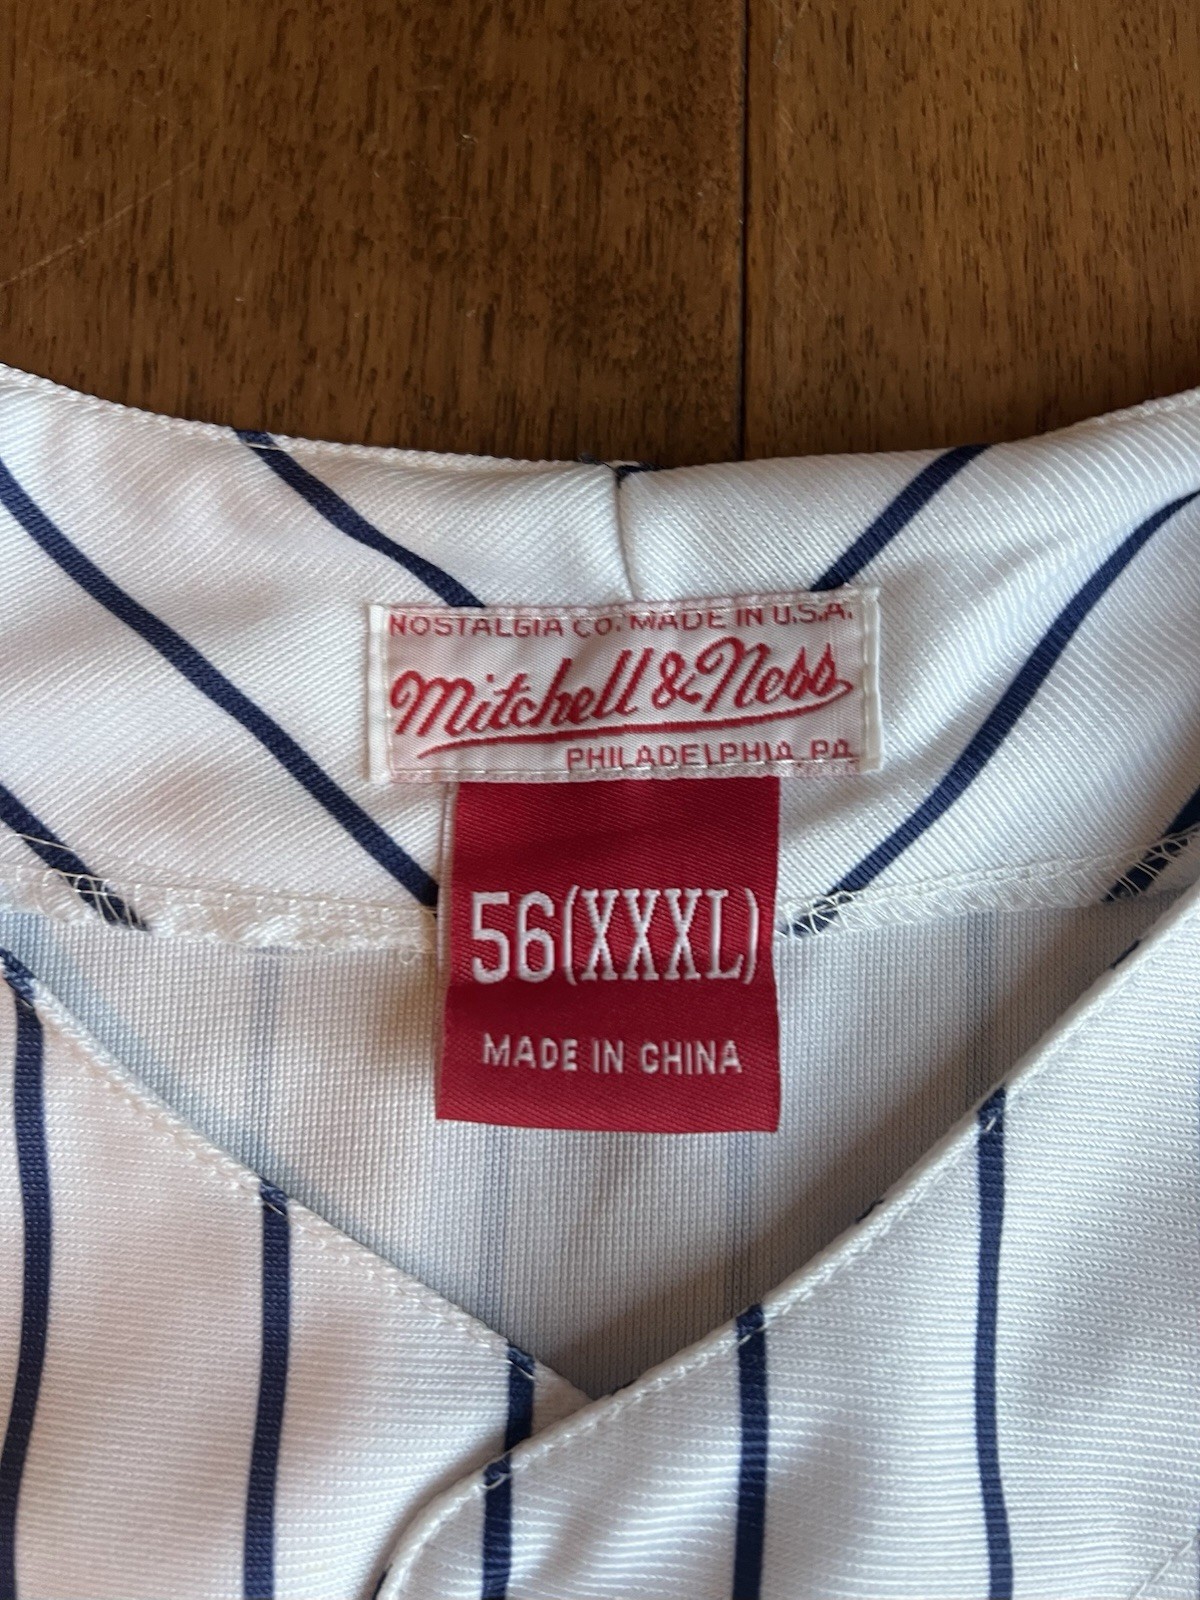 NOSTALGIA CO. MADE IN U.S.A.
Mitchell & Ness
PHILADELPHIA. PA
56(XXXL)
MADE IN CHINA